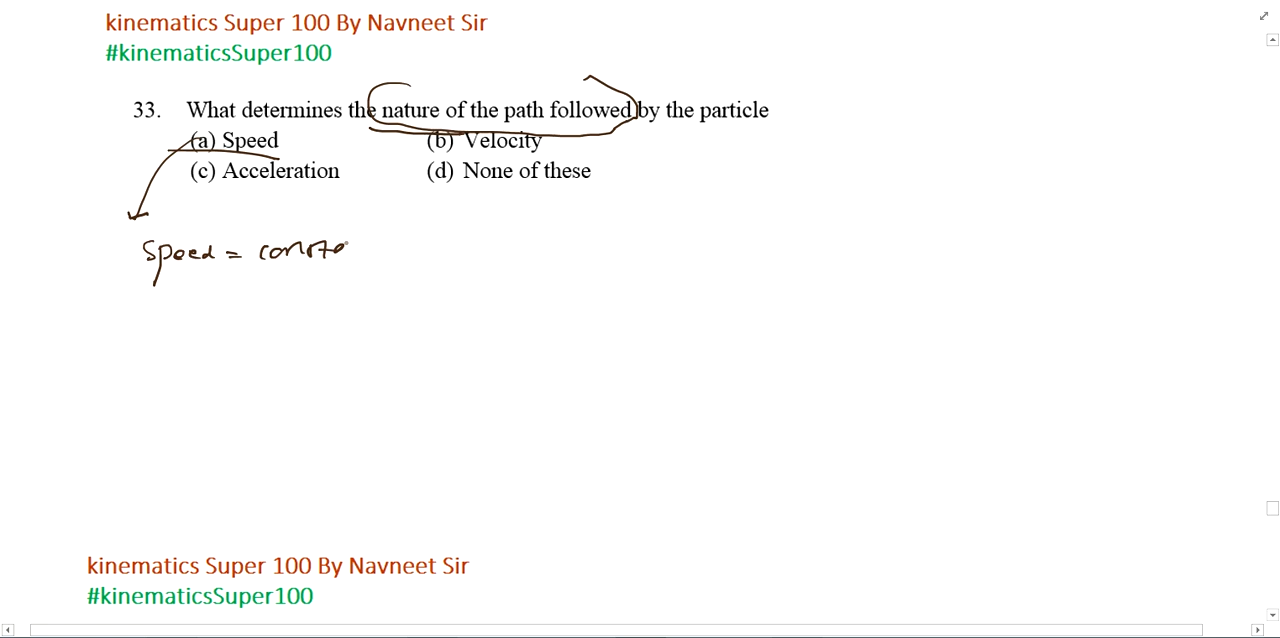 kinematics Super 100 By Navneet Sir
#kinematicsSuper100
33. What determines the nature of the path followed by the particle
(a) Speed (b) Velocity
(c) Acceleration (d) None of these
Speed =
kinematics Super 100 By Navneet Sir
#kinematicsSuper100